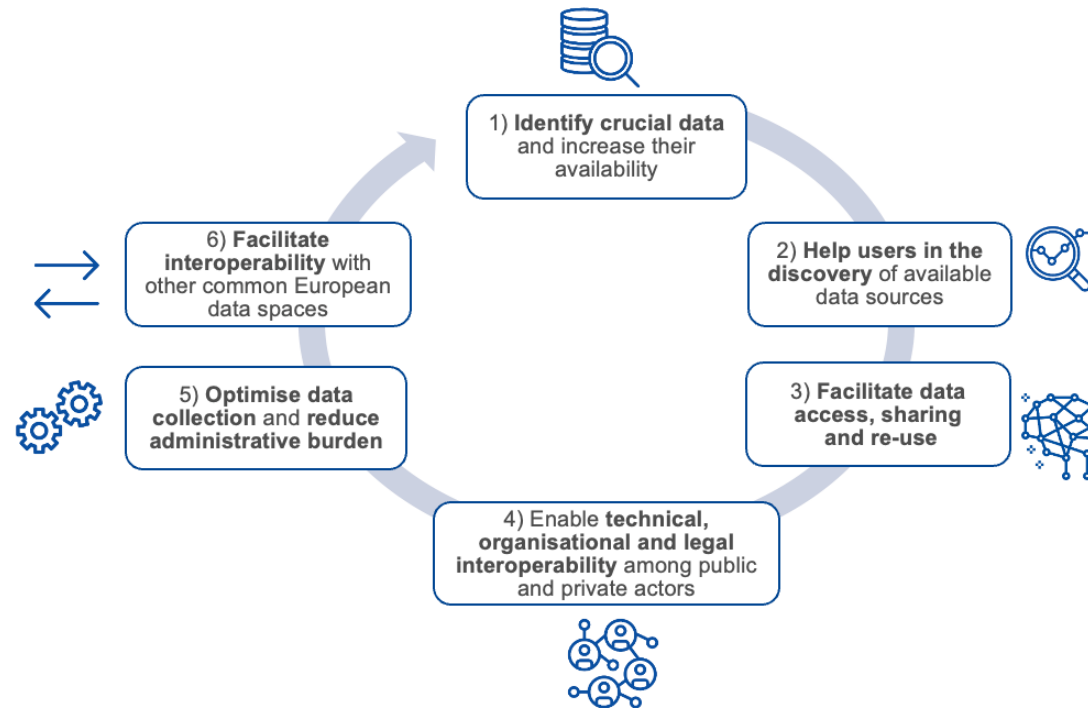 1) Identify crucial data
and increase their
availability
2) Help users in the
discovery of available
data sources
3) Facilitate data
access, sharing
and re-use
4) Enable technical,
organisational and legal
interoperability among public
and private actors
5) Optimise data
collection and reduce
administrative burden
6) Facilitate
interoperability with
other common European
data spaces